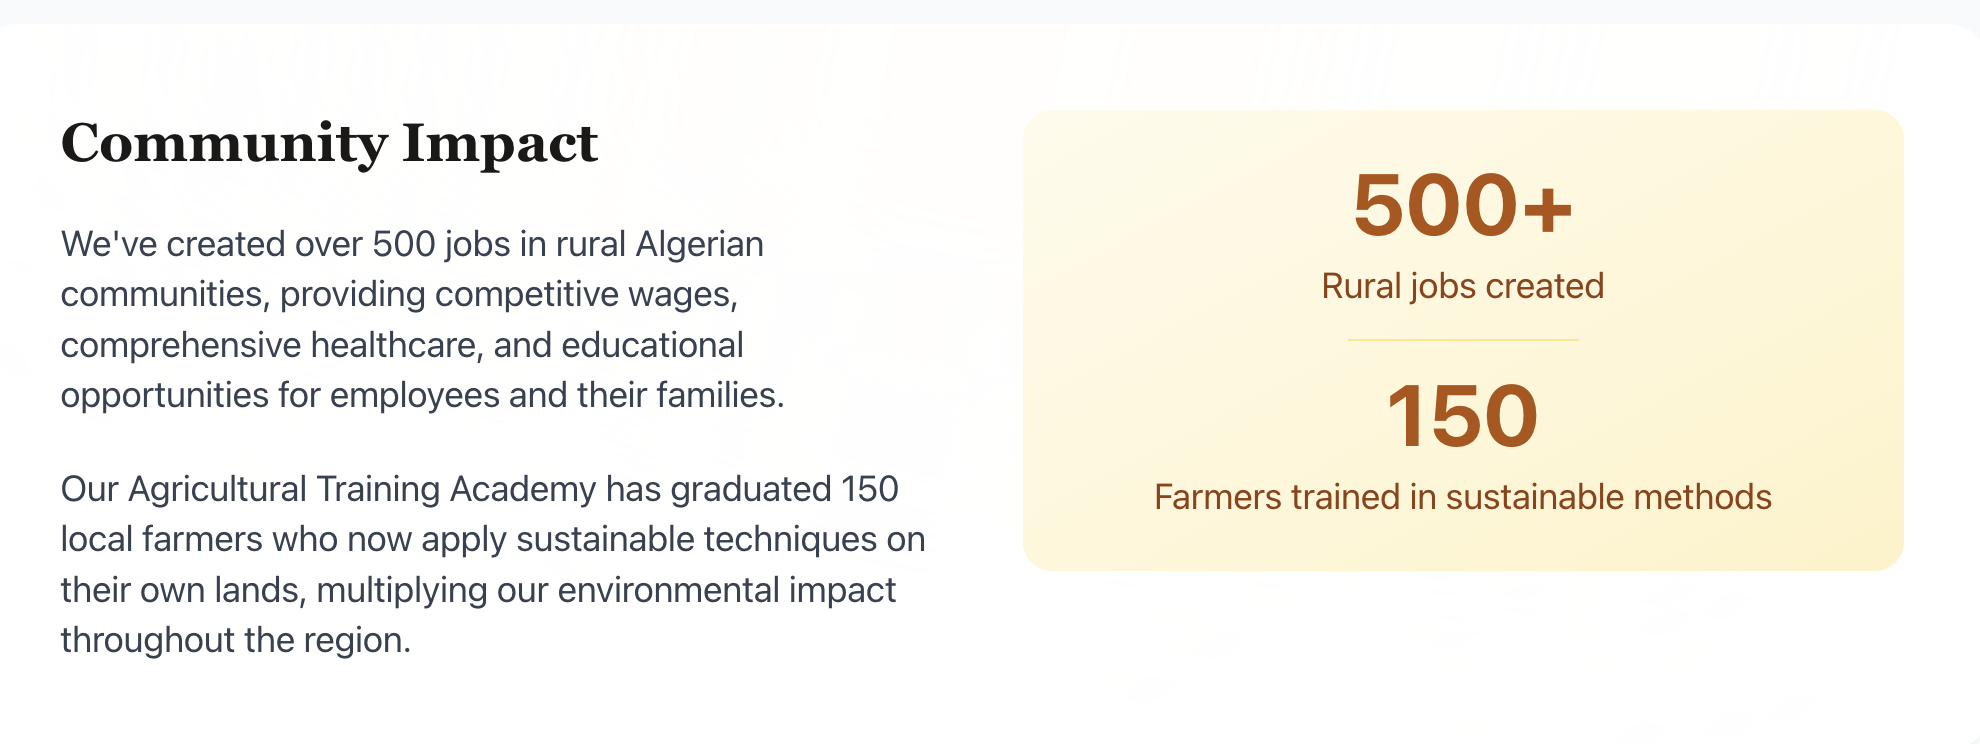 Community Impact
We've created over 500 jobs in rural Algerian
communities, providing competitive wages,
comprehensive healthcare, and educational
opportunities for employees and their families.
Our Agricultural Training Academy has graduated 150
local farmers who now apply sustainable techniques on
their own lands, multiplying our environmental impact
throughout the region.
500+
Rural jobs created
150
Farmers trained in sustainable methods